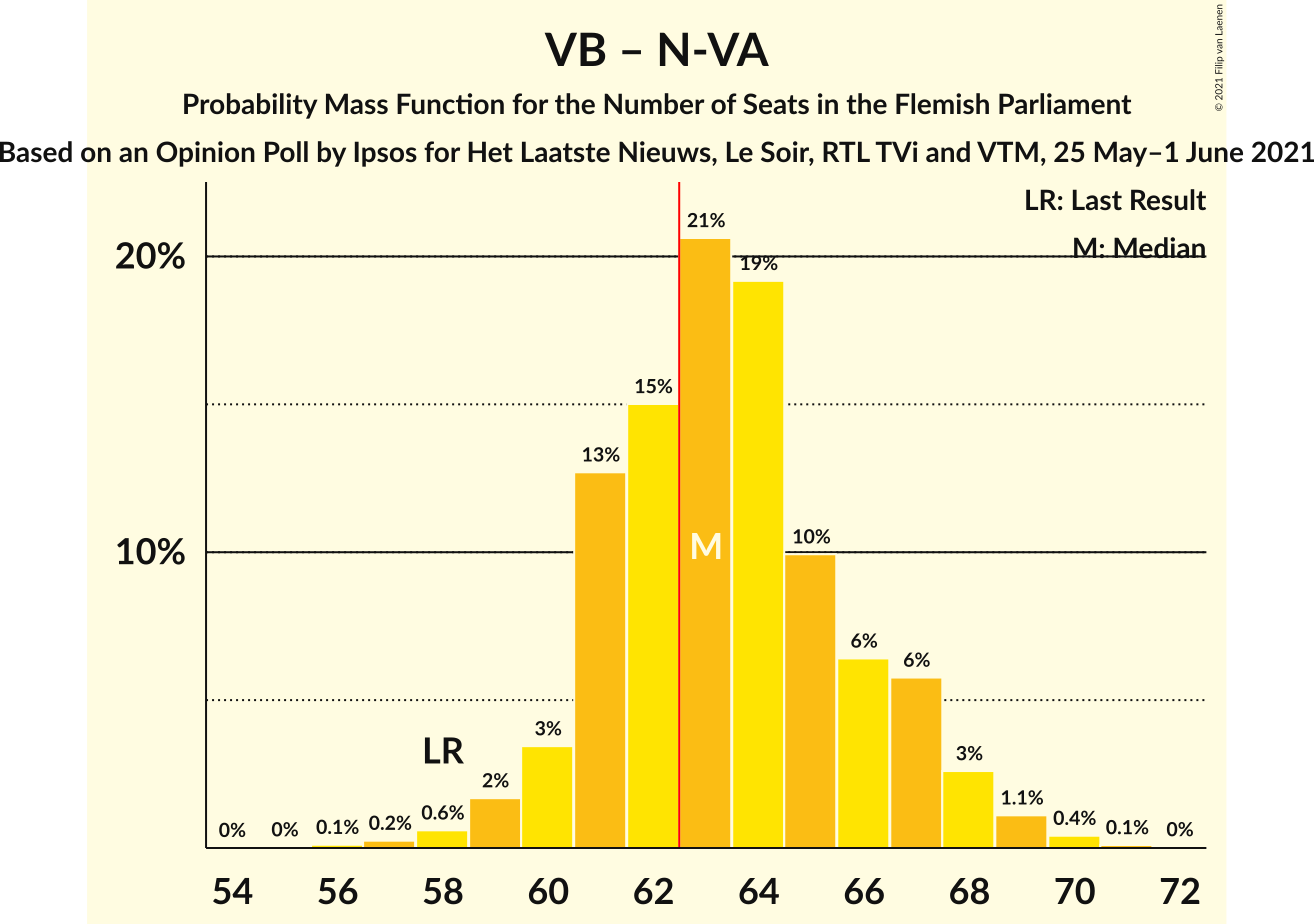 VB – N-VA
Probability Mass Function for the Number of Seats in the Flemish Parliament
Based on an Opinion Poll by Ipsos for Het Laatste Nieuws, Le Soir, RTL TVi and VTM, 25 May–1 June 2021
© 2021 Filip van Laenen
LR: Last Result
M: Median
20%
10%
0% 0% 0.1% 0.2% 0.6% 2% 3% 13% 15% 21% 19% 10% 6% 6% 3% 1.1% 0.4% 0.1% 0%
LR
M
54 56 58 60 62 64 66 68 70 72